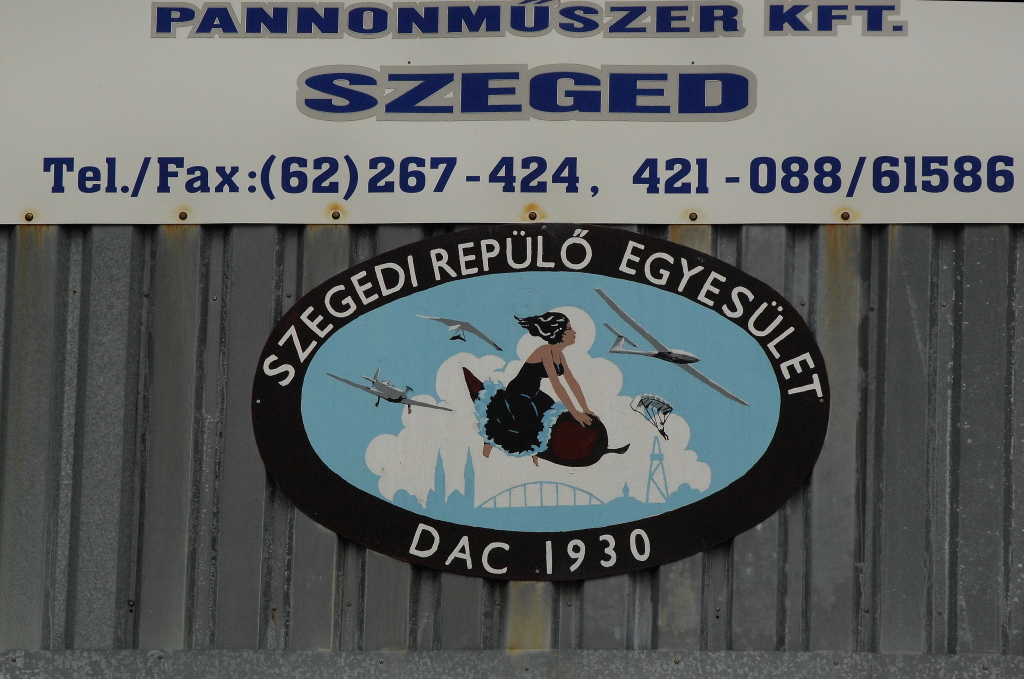 PANNONMŰSZER KFT.
SZEGED
Tel./Fax:(62)267-424, 421-088/61586
SZEGEDI REPÜLŐ EGYESÜLET
DAC 1930